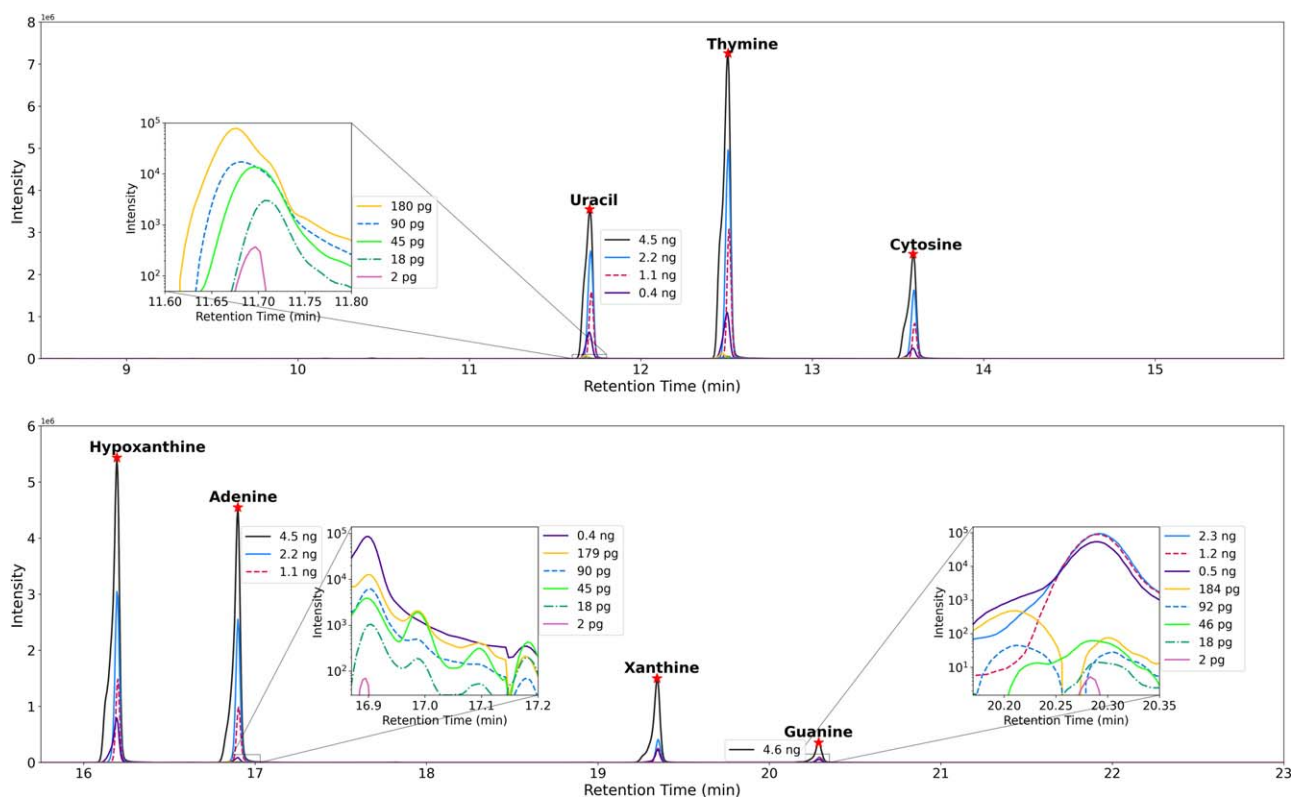 1e6
8
7
6
5
4
3
2
1
0
Intensity
Thymine
Uracil
Cytosine
10^5
10^4
10^3
10^2
Intensity
11.60 11.65 11.70 11.75 11.80
Retention Time (min)
180 pg
90 pg
45 pg
18 pg
2 pg
4.5 ng
2.2 ng
1.1 ng
0.4 ng
9 10 11 12 13 14 15
Retention Time (min)
1e6
6
5
4
3
2
1
0
Intensity
Hypoxanthine
Adenine
Xanthine
Guanine
4.5 ng
2.2 ng
1.1 ng
10^5
10^4
10^3
10^2
Intensity
16.9 17.0 17.1 17.2
Retention Time (min)
0.4 ng
179 pg
90 pg
45 pg
18 pg
2 pg
4.6 ng
10^5
10^4
10^3
10^2
10^1
Intensity
20.20 20.25 20.30 20.35
Retention Time (min)
2.3 ng
1.2 ng
0.5 ng
184 pg
92 pg
46 pg
18 pg
2 pg
16 17 18 19 20 21 22 23
Retention Time (min)